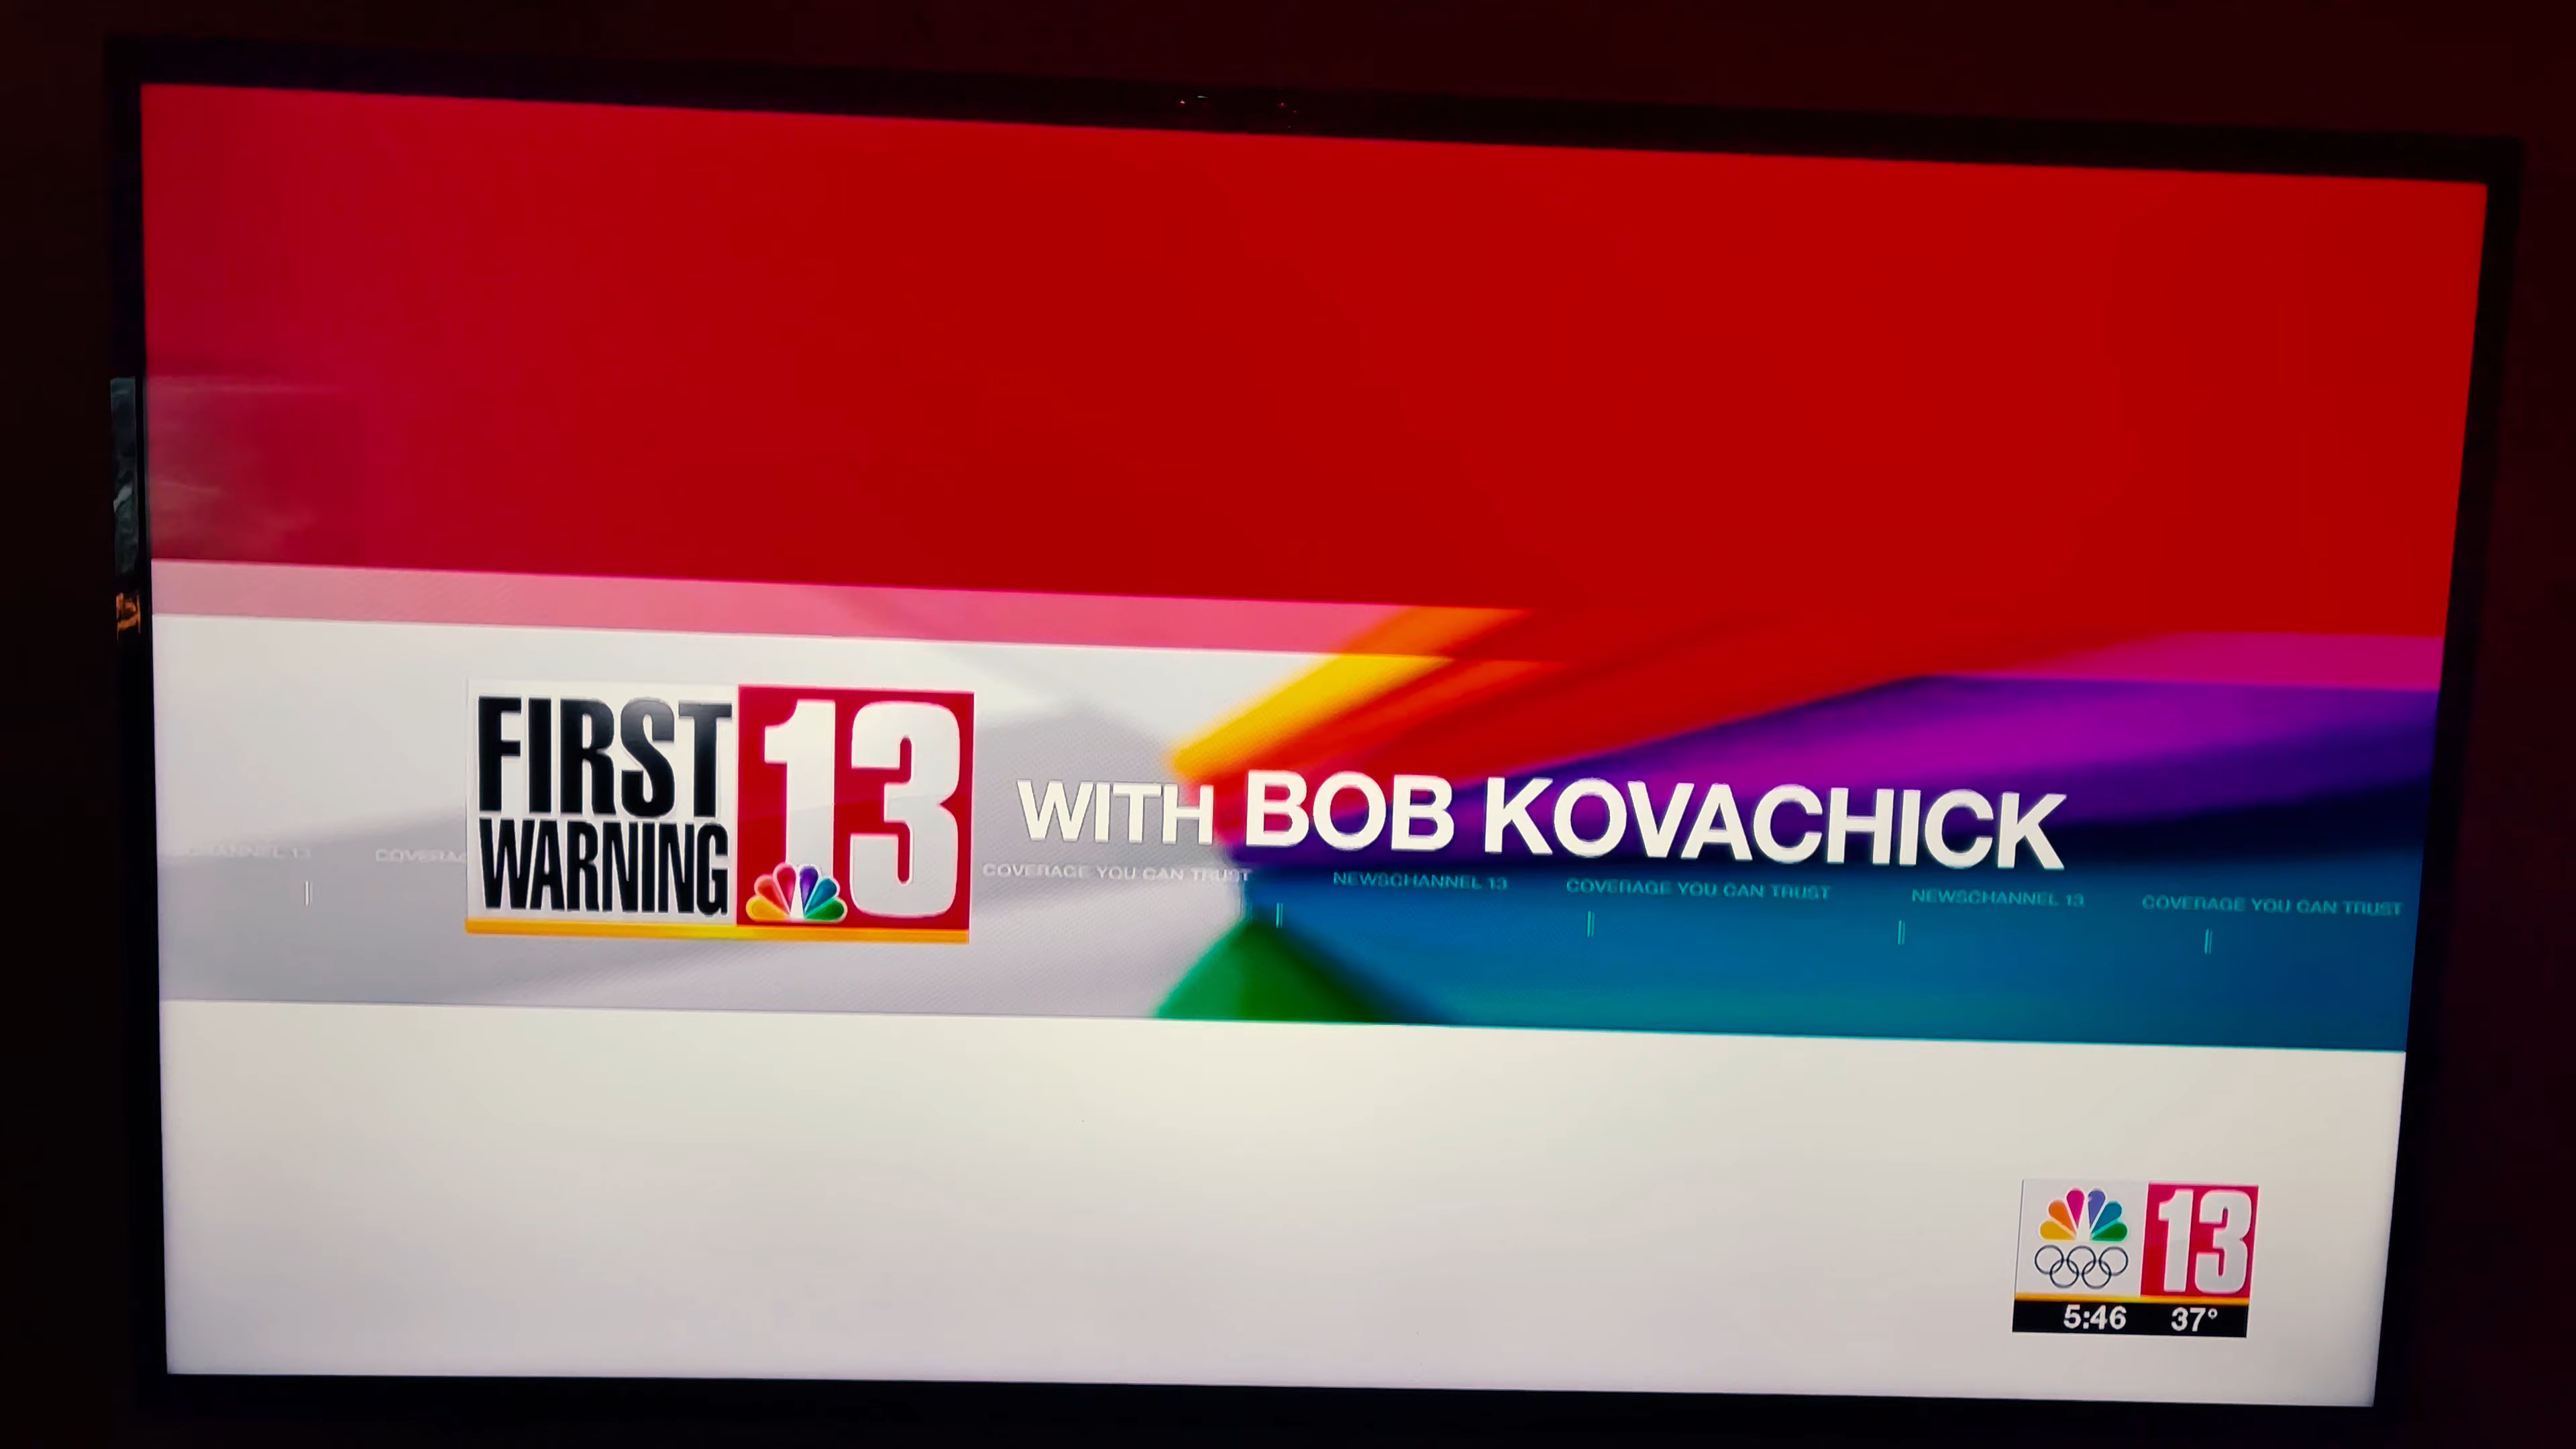 FIRST
WARNING
13
WITH BOB KOVACHICK
COVERAGE YOU CAN TRUST NEWSCHANNEL 13 COVERAGE YOU CAN TRUST NEWSCHANNEL 13 COVERAGE YOU CAN TRUST
13
5:46 37°